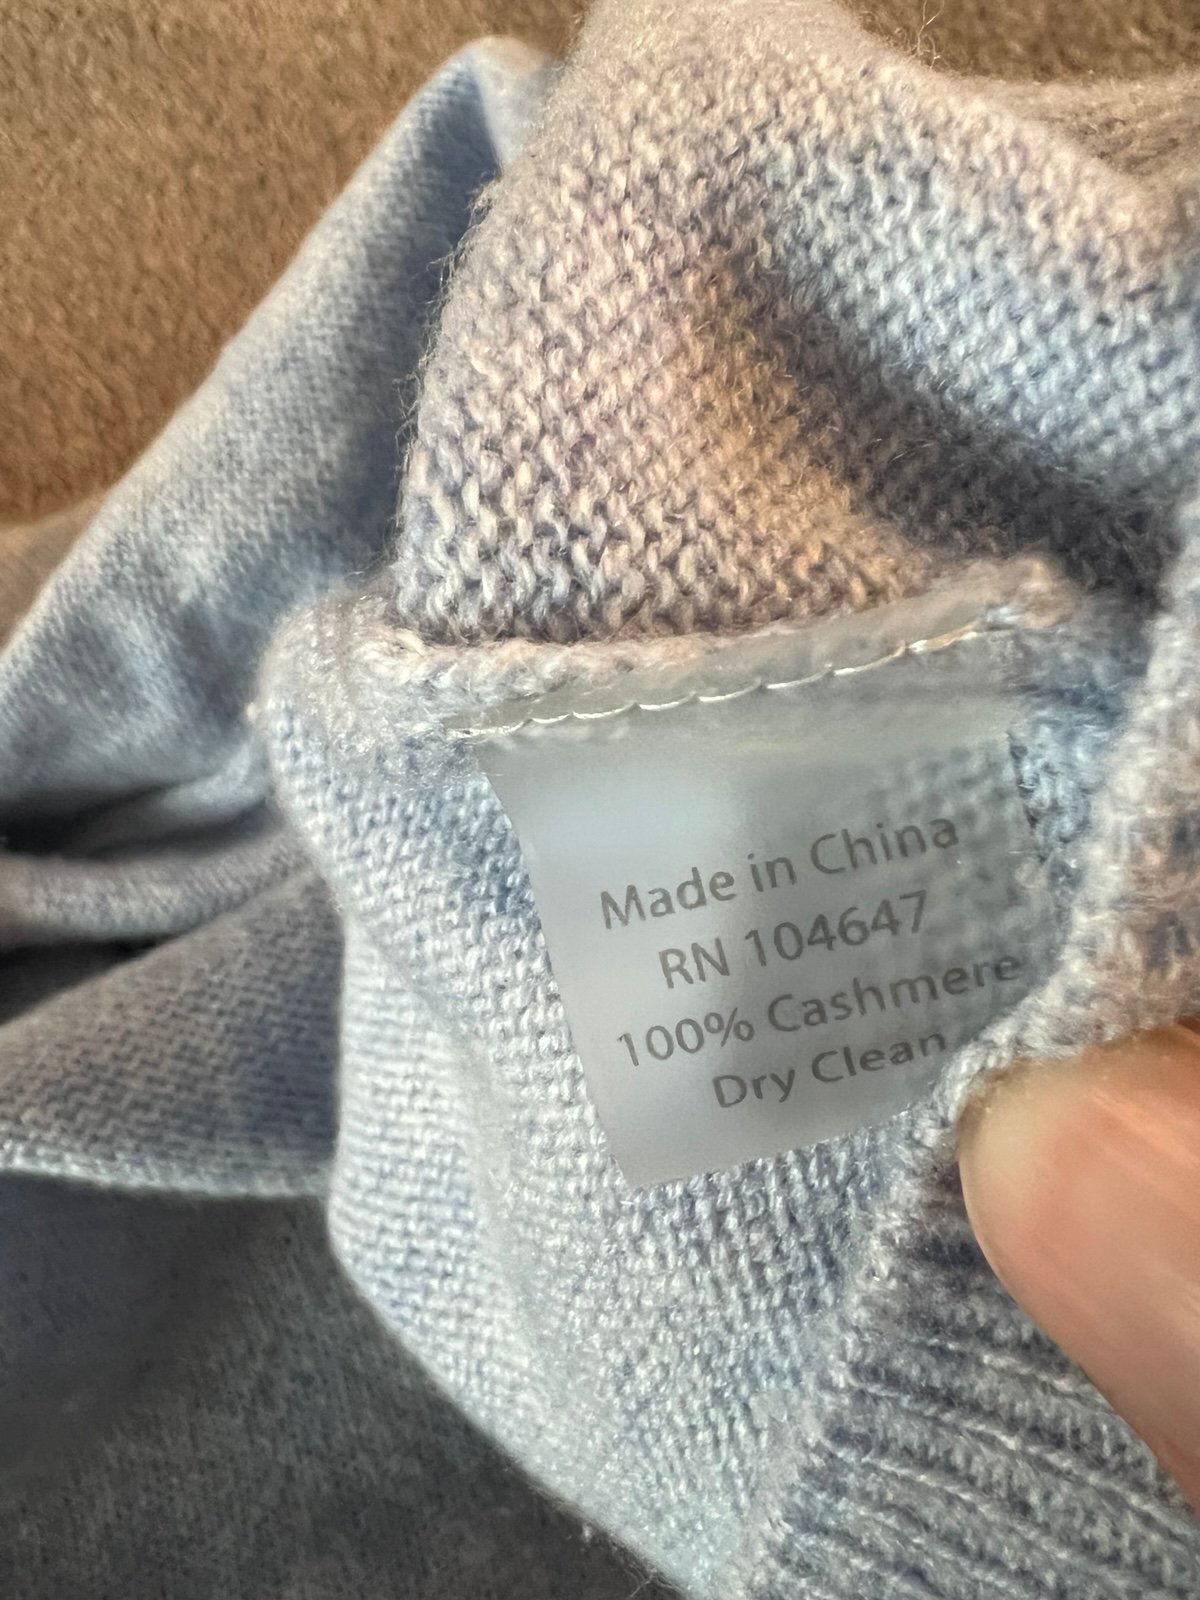 Made in China
RN 104647
100% Cashmere
Dry Clean